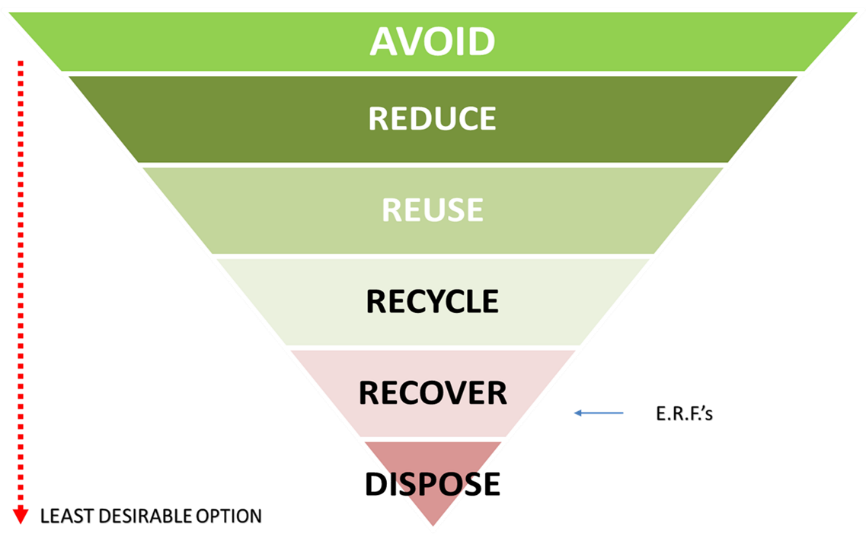 AVOID
REDUCE
REUSE
RECYCLE
RECOVER
E.R.F.'s
DISPOSE
LEAST DESIRABLE OPTION